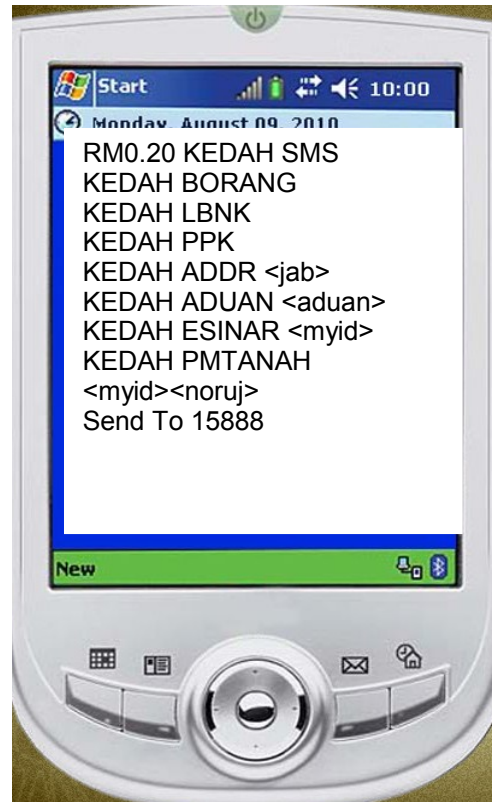 Start 10:00
Monday, August 09, 2010
RM0.20 KEDAH SMS
KEDAH BORANG
KEDAH LBNK
KEDAH PPK
KEDAH ADDR <jab>
KEDAH ADUAN <aduan>
KEDAH ESINAR <myid>
KEDAH PMTANAH
<myid><noruj>
Send To 15888
New